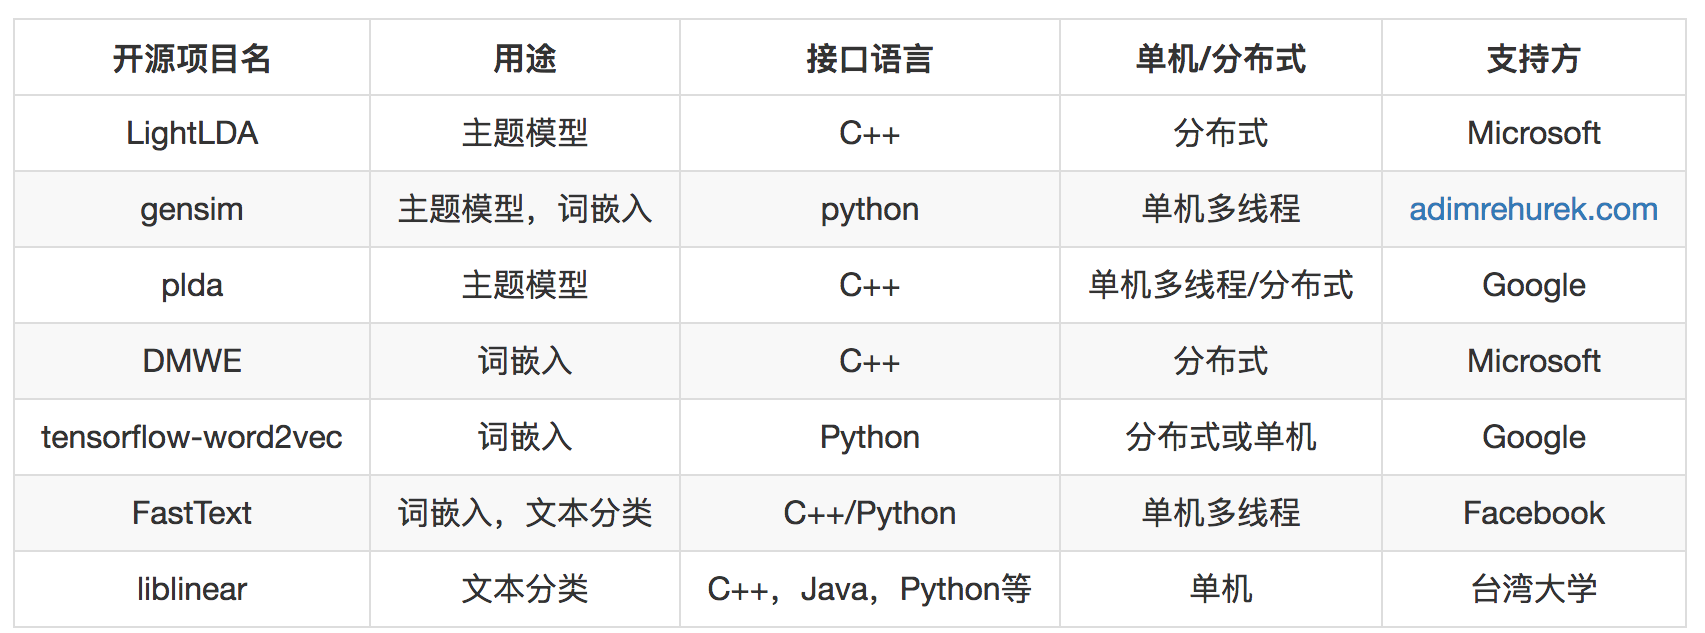 开源项目名 用途 接口语言 单机/分布式 支持方
LightLDA 主题模型 C++ 分布式 Microsoft
gensim 主题模型，词嵌入 python 单机多线程 adimrehurek.com
plda 主题模型 C++ 单机多线程/分布式 Google
DMWE 词嵌入 C++ 分布式 Microsoft
tensorflow-word2vec 词嵌入 Python 分布式或单机 Google
FastText 词嵌入，文本分类 C++/Python 单机多线程 Facebook
liblinear 文本分类 C++，Java，Python等 单机 台湾大学